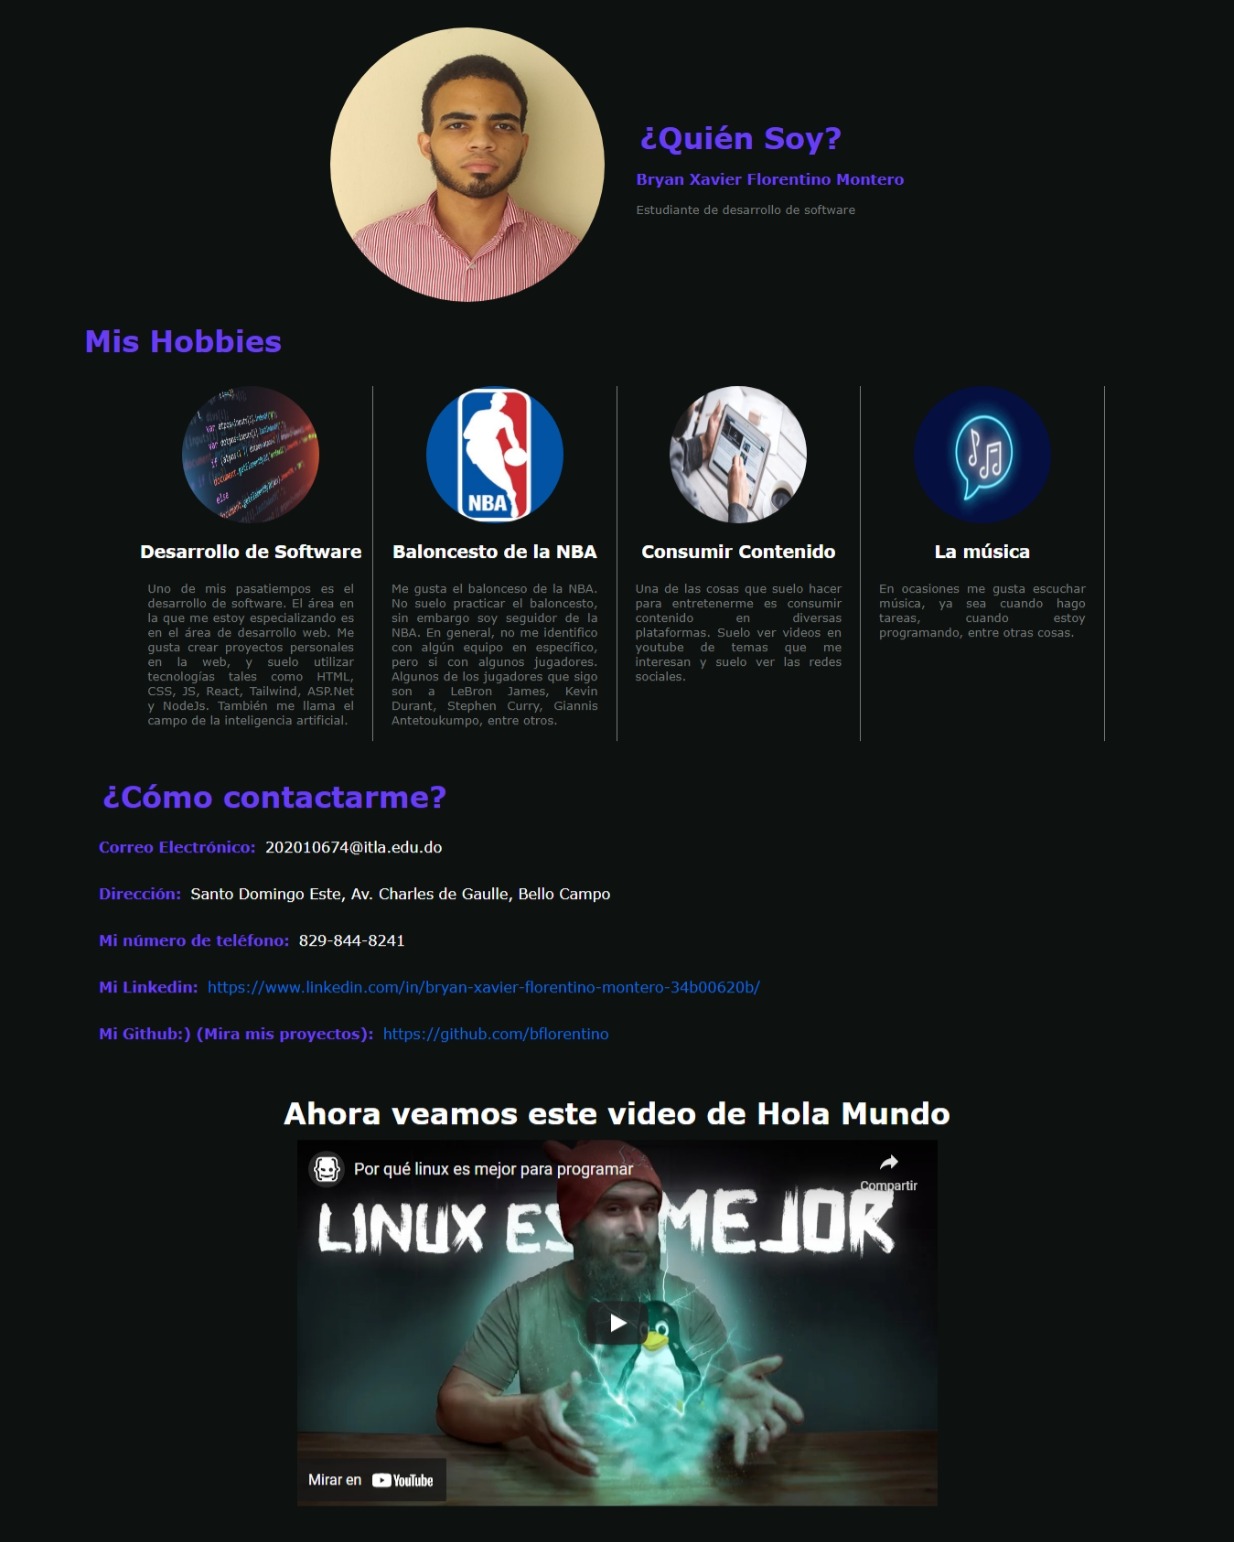 ¿Quién Soy?
Bryan Xavier Florentino Montero
Estudiante de desarrollo de software
Mis Hobbies
NBA
Desarrollo de Software
Uno de mis pasatiempos es el
desarrollo de software. El área en
la que me estoy especializando es
en el área de desarrollo web. Me
gusta crear proyectos personales
en la web, y suelo utilizar
tecnologías tales como HTML,
CSS, JS, React, Tailwind, ASP.Net
y NodeJs. También me llama el
campo de la inteligencia artificial.
Baloncesto de la NBA
Me gusta el balonceso de la NBA.
No suelo practicar el baloncesto,
sin embargo soy seguidor de la
NBA. En general, no me identifico
con algún equipo en específico,
pero si con algunos jugadores.
Algunos de los jugadores que sigo
son a LeBron James, Kevin
Durant, Stephen Curry, Giannis
Antetoukumpo, entre otros.
Consumir Contenido
Una de las cosas que suelo hacer
para entretenerme es consumir
contenido en diversas
plataformas. Suelo ver videos en
youtube de temas que me
interesan y suelo ver las redes
sociales.
La música
En ocasiones me gusta escuchar
música, ya sea cuando hago
tareas, cuando estoy
programando, entre otras cosas.
¿Cómo contactarme?
Correo Electrónico: 202010674@itla.edu.do
Dirección: Santo Domingo Este, Av. Charles de Gaulle, Bello Campo
Mi número de teléfono: 829-844-8241
Mi Linkedin: https://www.linkedin.com/in/bryan-xavier-florentino-montero-34b00620b/
Mi Github:) (Mira mis proyectos): https://github.com/bflorentino
Ahora veamos este video de Hola Mundo
Por qué linux es mejor para programar
Compartir
LINUX ES MEJOR
Mirar en YouTube